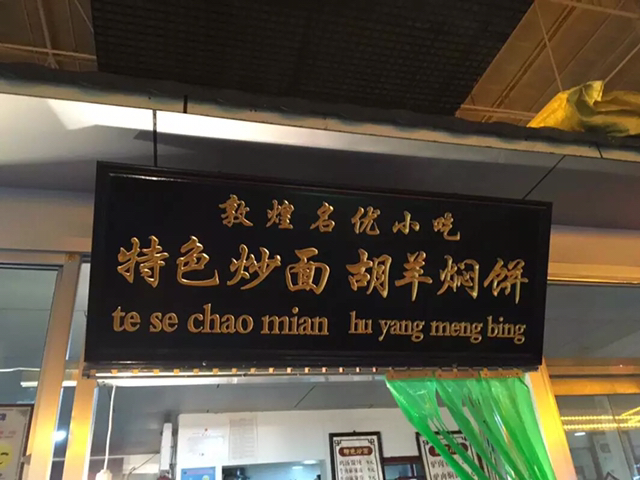 敦煌名优小吃
特色炒面 胡羊焖饼
te se chao mian hu yang meng bing